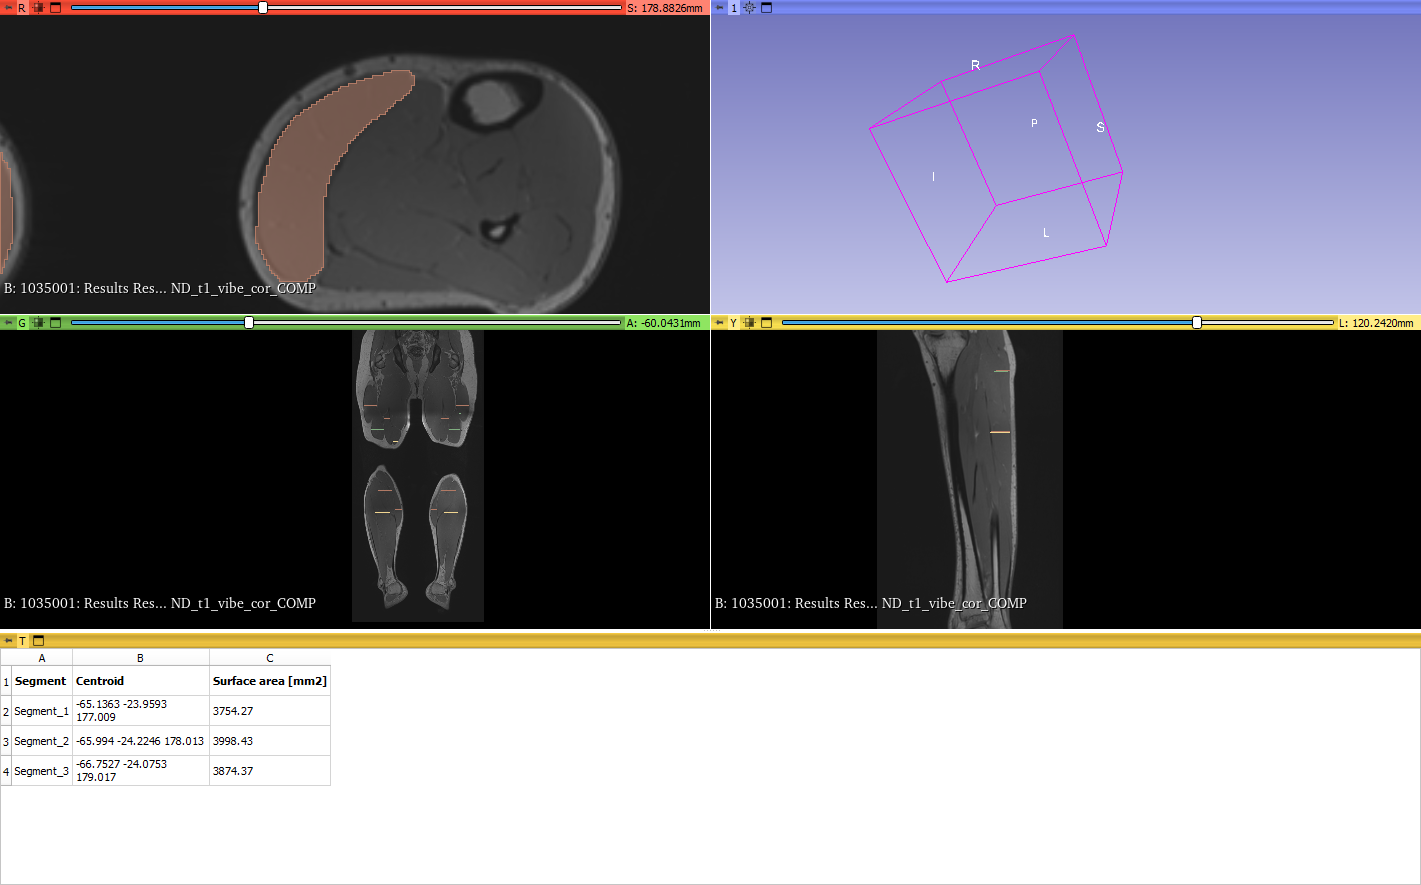 R S: 178.8826mm
B: 1035001: Results Res... ND_t1_vibe_cor_COMP
1
R
P
S
I
L
G A: -60.0431mm
B: 1035001: Results Res... ND_t1_vibe_cor_COMP
Y L: 120.2420mm
B: 1035001: Results Res... ND_t1_vibe_cor_COMP
T
A B C
1 Segment Centroid Surface area [mm2]
2 Segment_1 -65.1363 -23.9593 3754.27
177.009
3 Segment_2 -65.994 -24.2246 178.013 3998.43
4 Segment_3 -66.7527 -24.0753 3874.37
179.017